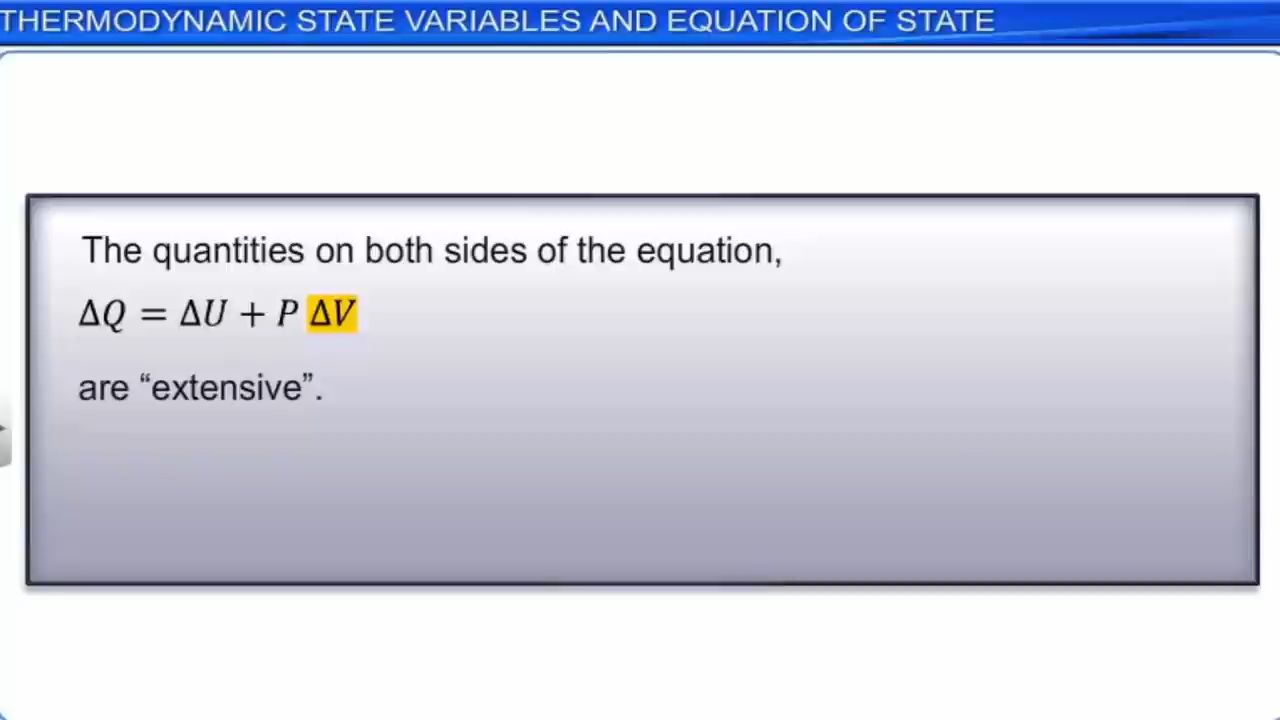 THERMODYNAMIC STATE VARIABLES AND EQUATION OF STATE
The quantities on both sides of the equation,
Δ𝑄 = Δ𝑈 + 𝑃 Δ𝑉
are “extensive”.